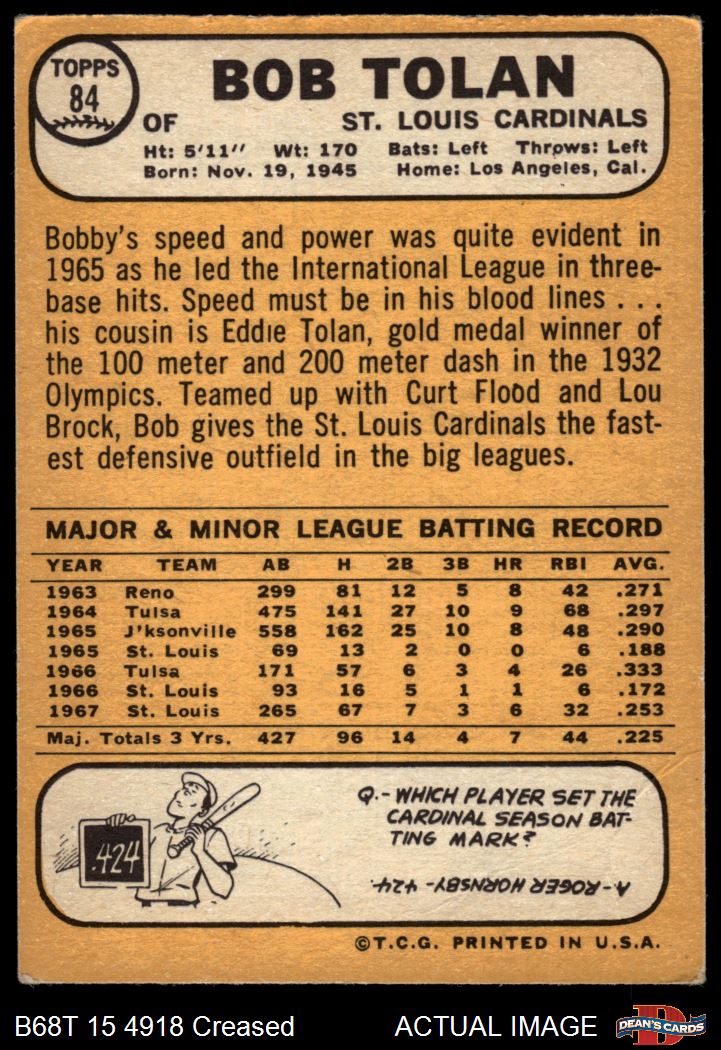 TOPPS
84
BOB TOLAN
OF ST. LOUIS CARDINALS
Ht: 5'11" Wt: 170 Bats: Left Throws: Left
Born: Nov. 19, 1945 Home: Los Angeles, Cal.
Bobby's speed and power was quite evident in
1965 as he led the International League in three-
base hits. Speed must be in his blood lines . . .
his cousin is Eddie Tolan, gold medal winner of
the 100 meter and 200 meter dash in the 1932
Olympics. Teamed up with Curt Flood and Lou
Brock, Bob gives the St. Louis Cardinals the fast-
est defensive outfield in the big leagues.
MAJOR & MINOR LEAGUE BATTING RECORD
YEAR TEAM AB H 2B 3B HR RBI AVG.
1963 Reno 299 81 12 5 8 42 .271
1964 Tulsa 475 141 27 10 9 68 .297
1965 J'ksonville 558 162 25 10 8 48 .290
1965 St. Louis 69 13 2 0 0 6 .188
1966 Tulsa 171 57 6 3 4 26 .333
1966 St. Louis 93 16 5 1 1 6 .172
1967 St. Louis 265 67 7 3 6 32 .253
Maj. Totals 3 Yrs. 427 96 14 4 7 44 .225
.424
Q.- WHICH PLAYER SET THE
CARDINAL SEASON BAT-
TING MARK?
A- ROGER HORNSBY- 424.
©T.C.G. PRINTED IN U.S.A.
B68T 15 4918 Creased ACTUAL IMAGE
D
DEAN'S CARDS